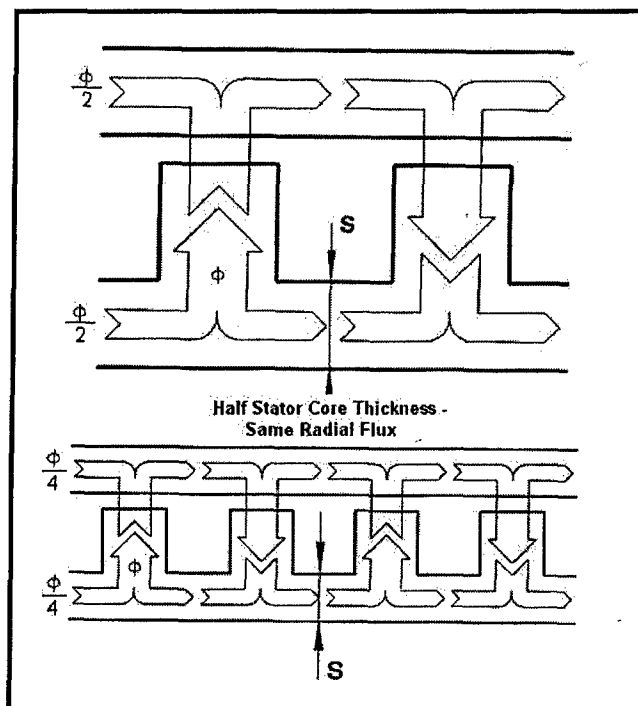 ϕ/2
S
ϕ
ϕ/2
Half Stator Core Thickness -
Same Radial Flux
ϕ/4
ϕ
ϕ/4
S